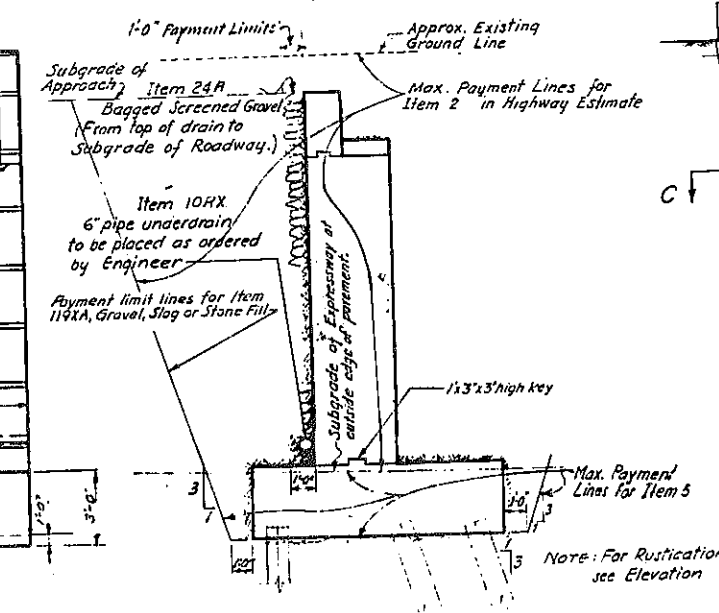 1'-0" Payment Limits
Approx. Existing
Ground Line
Subgrade of
Approach
Item 24A
Bagged Screened Gravel
(From top of drain to
Subgrade of Roadway.)
Max. Payment Lines for
Item 2 in Highway Estimate
C
Item 10RX
6" pipe underdrain
to be placed as ordered
by Engineer
Payment limit lines for Item
119XA, Gravel, Slag or Stone Fill
Subgrade of Expressway at
outside edge of pavement.
1'x3"x3' high key
Max. Payment
Lines for Item 5
1'-0"
3'-0"
3
1
1'-0"
1'-0"
3
1
1'-0"
3
NOTE: For Rustication
see Elevation